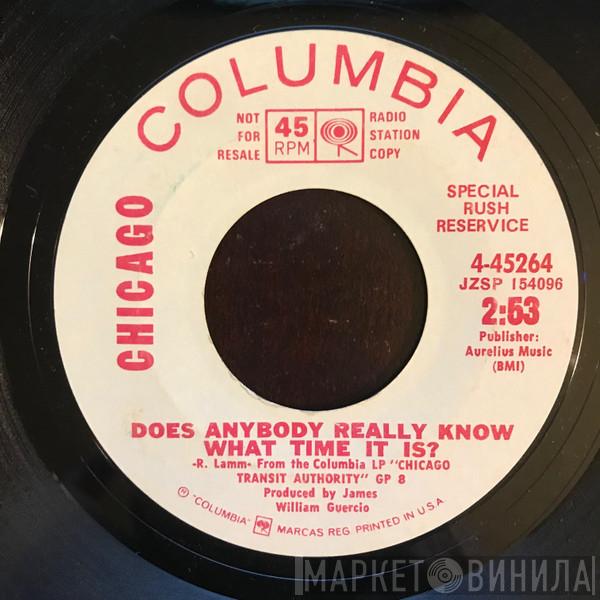 COLUMBIA
NOT
FOR
RESALE
45
RPM
RADIO
STATION
COPY
CHICAGO
SPECIAL
RUSH
RESERVICE
4-45264
JZSP 154096
2:53
Publisher:
Aurelius Music
(BMI)
DOES ANYBODY REALLY KNOW
WHAT TIME IT IS?
-R. Lamm- From the Columbia LP "CHICAGO
TRANSIT AUTHORITY" GP 8
Produced by James
William Guercio
® "COLUMBIA" MARCAS REG. PRINTED IN U.S.A.
МАРКЕТ ВИНИЛА